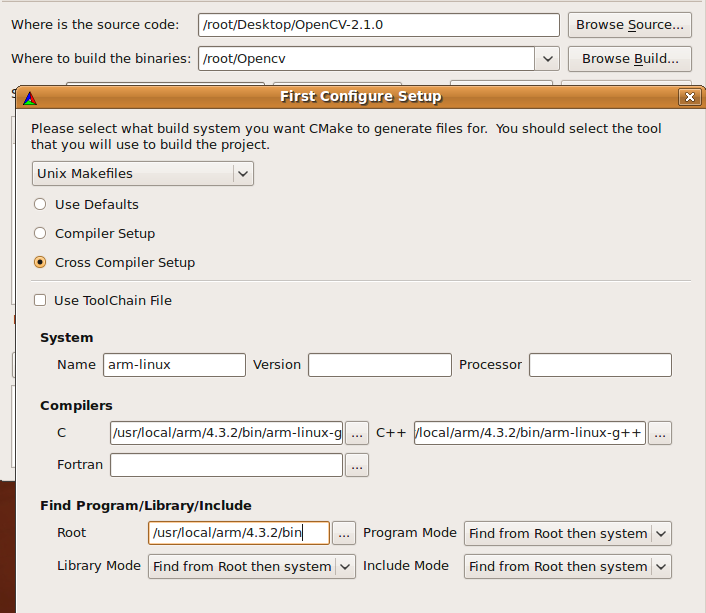 Where is the source code: /root/Desktop/OpenCV-2.1.0 Browse Source...
Where to build the binaries: /root/Opencv Browse Build...
First Configure Setup
Please select what build system you want CMake to generate files for. You should select the tool
that you will use to build the project.
Unix Makefiles
Use Defaults
Compiler Setup
Cross Compiler Setup
Use ToolChain File
System
Name arm-linux Version Processor
Compilers
C /usr/local/arm/4.3.2/bin/arm-linux-g ... C++ /local/arm/4.3.2/bin/arm-linux-g++ ...
Fortran ...
Find Program/Library/Include
Root /usr/local/arm/4.3.2/bin ... Program Mode Find from Root then system
Library Mode Find from Root then system Include Mode Find from Root then system